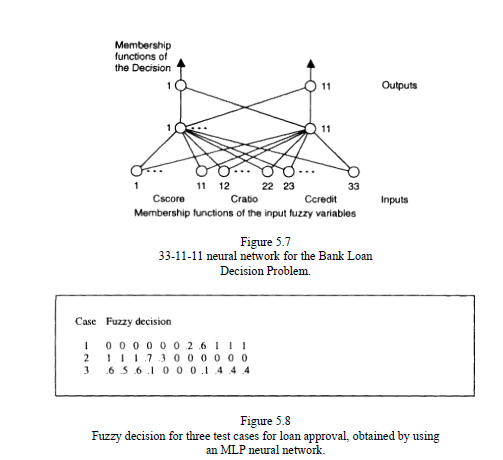 Membership
functions of
the Decision
1 11 Outputs
1 ... 11
... ... ...
1 11 12 22 23 33
Cscore Cratio Ccredit Inputs
Membership functions of the input fuzzy variables
Figure 5.7
33-11-11 neural network for the Bank Loan
Decision Problem.
Case Fuzzy decision
1 0 0 0 0 0 0 .2 .6 1 1 1
2 1 1 1 .7 .3 0 0 0 0 0 0
3 .6 .5 .6 .1 0 0 0 .1 .4 .4 .4
Figure 5.8
Fuzzy decision for three test cases for loan approval, obtained by using
an MLP neural network.